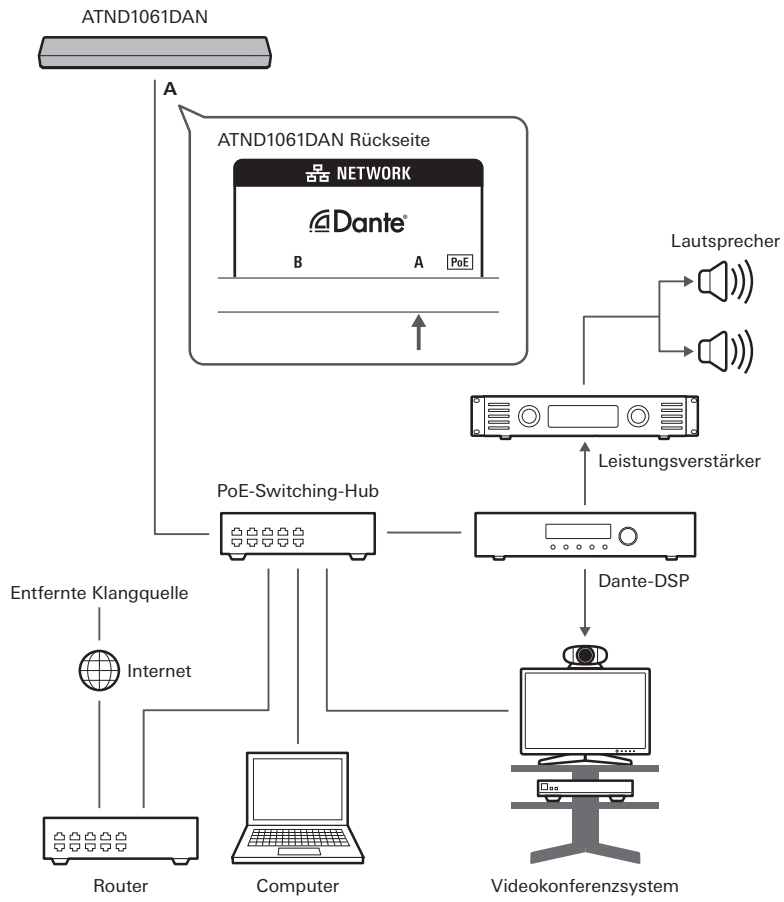 ATND1061DAN
A
ATND1061DAN Rückseite
NETWORK
Dante®
B A PoE
Lautsprecher
Leistungsverstärker
PoE-Switching-Hub
Dante-DSP
Entfernte Klangquelle
Internet
Router Computer Videokonferenzsystem